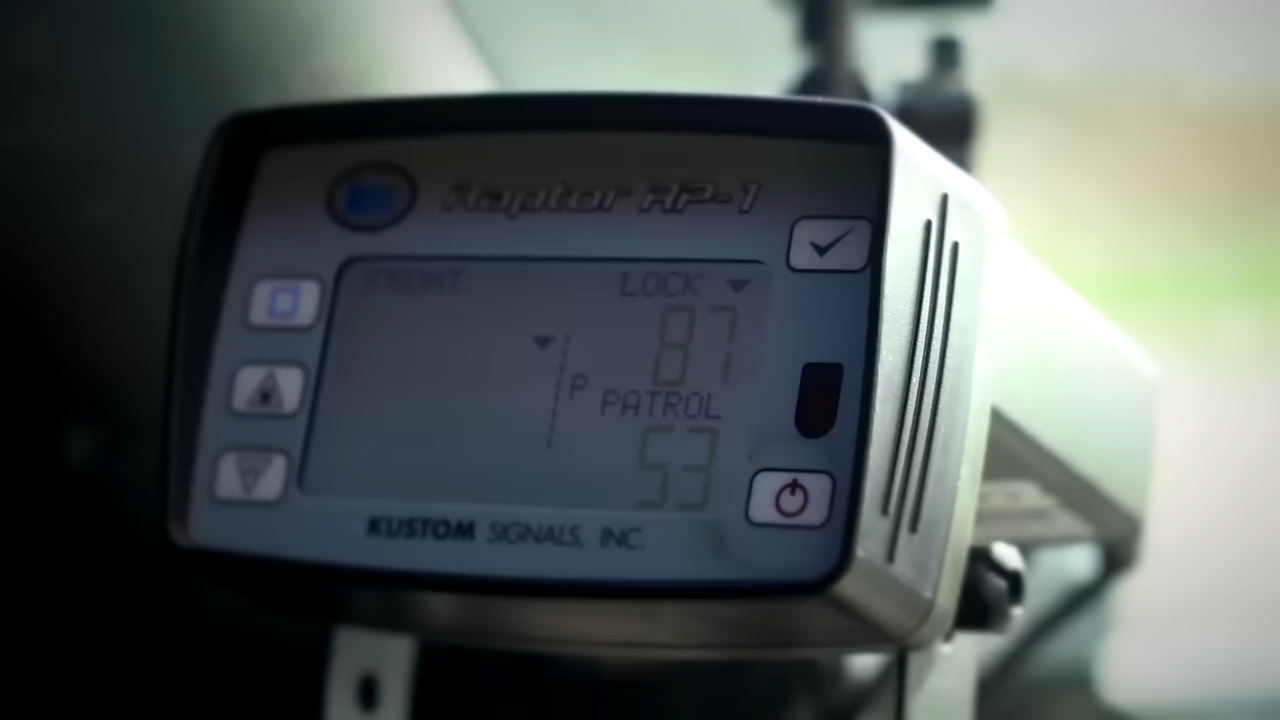 Raptor RP-1
FRONT LOCK
87
P PATROL
53
KUSTOM SIGNALS, INC.